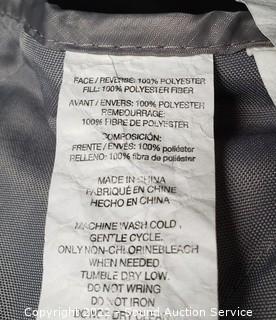 FACE / REVERSE: 100% POLYESTER
FILL: 100% POLYESTER FIBER
AVANT / ENVERS: 100% POLYESTER
REMBOURRAGE:
100% FIBRE DE POLYESTER
COMPOSICIÓN:
FRENTE / ENVÉS: 100% poliéster
RELLENO: 100% fibra de poliéster
MADE IN CHINA
FABRIQUÉ EN CHINE
HECHO EN CHINA
MACHINE WASH COLD,
GENTLE CYCLE.
ONLY NON-CHLORINE BLEACH
WHEN NEEDED.
TUMBLE DRY LOW.
DO NOT WRING
DO NOT IRON
Copyright 2022 - Sound Auction Service